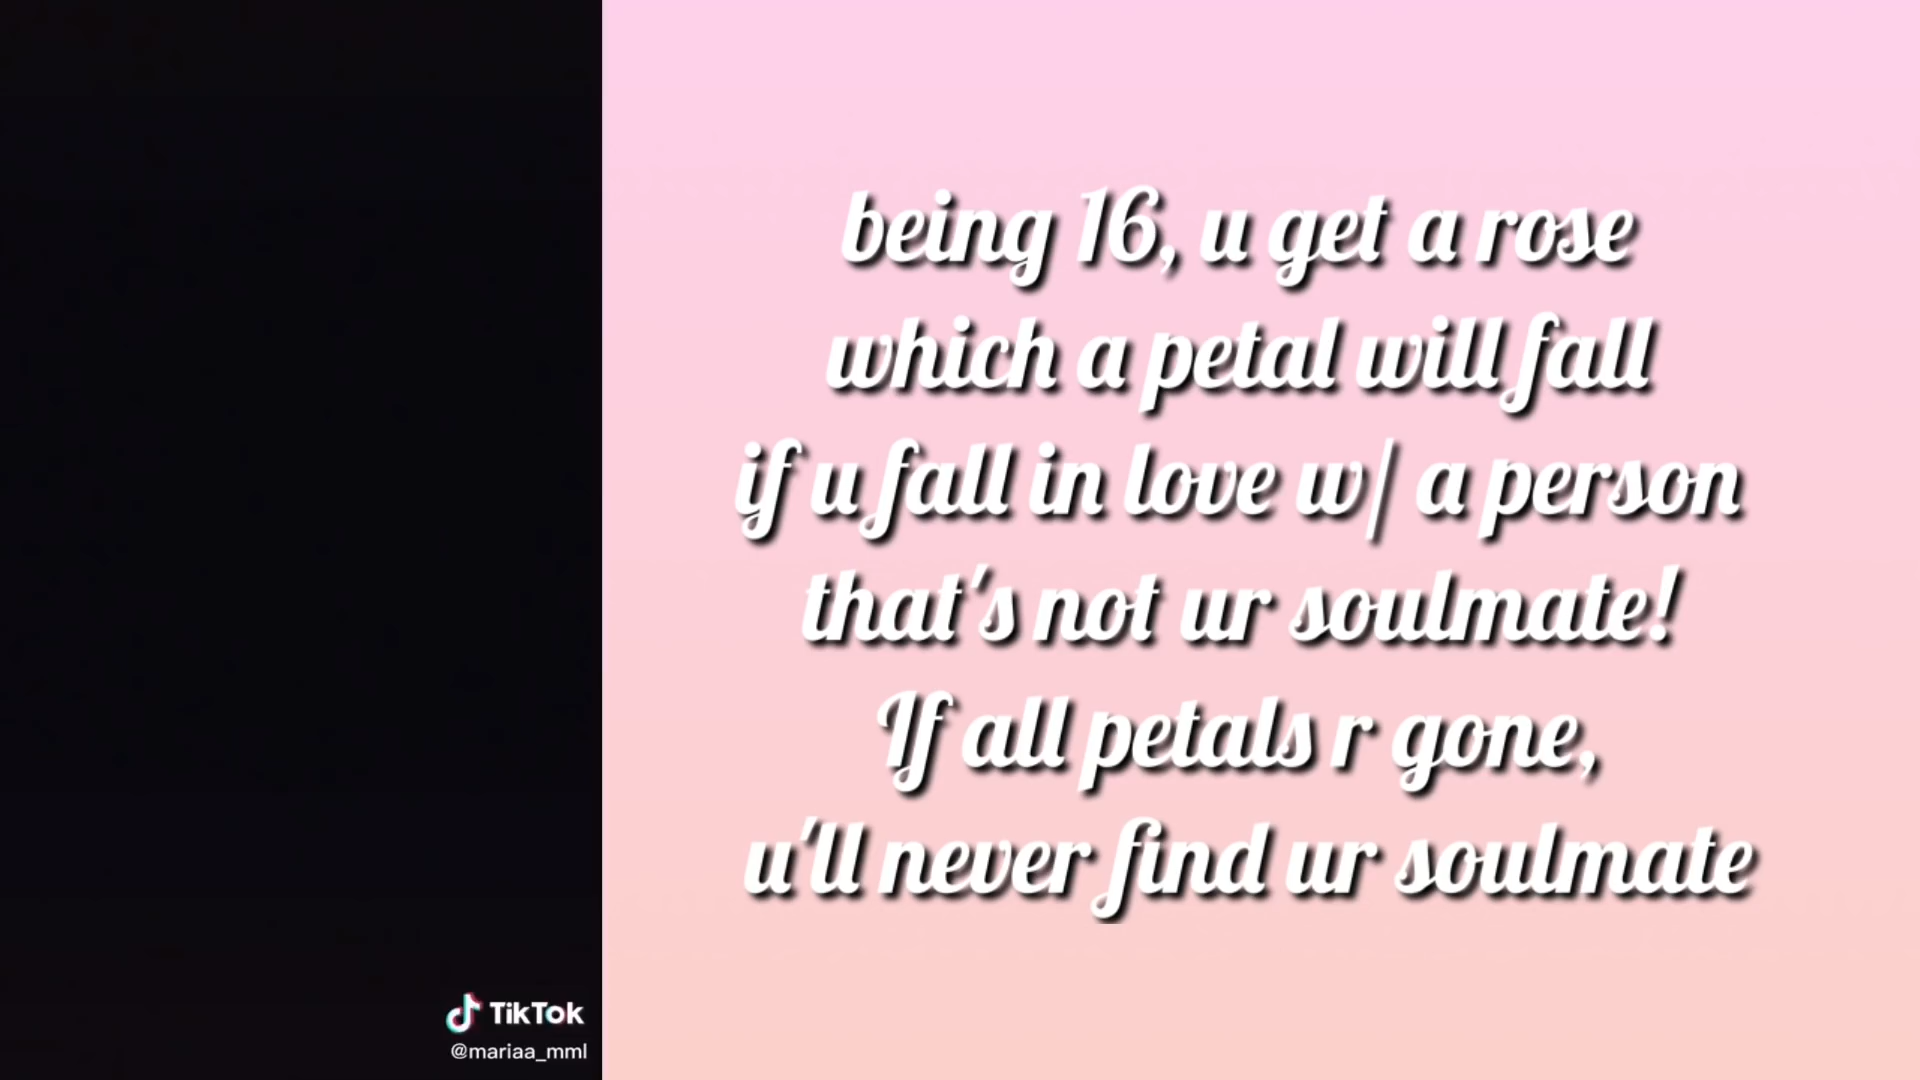 being 16, u get a rose
which a petal will fall
if u fall in love w/ a person
that's not ur soulmate!
If all petals r gone,
u'll never find ur soulmate
TikTok
@mariaa_mml